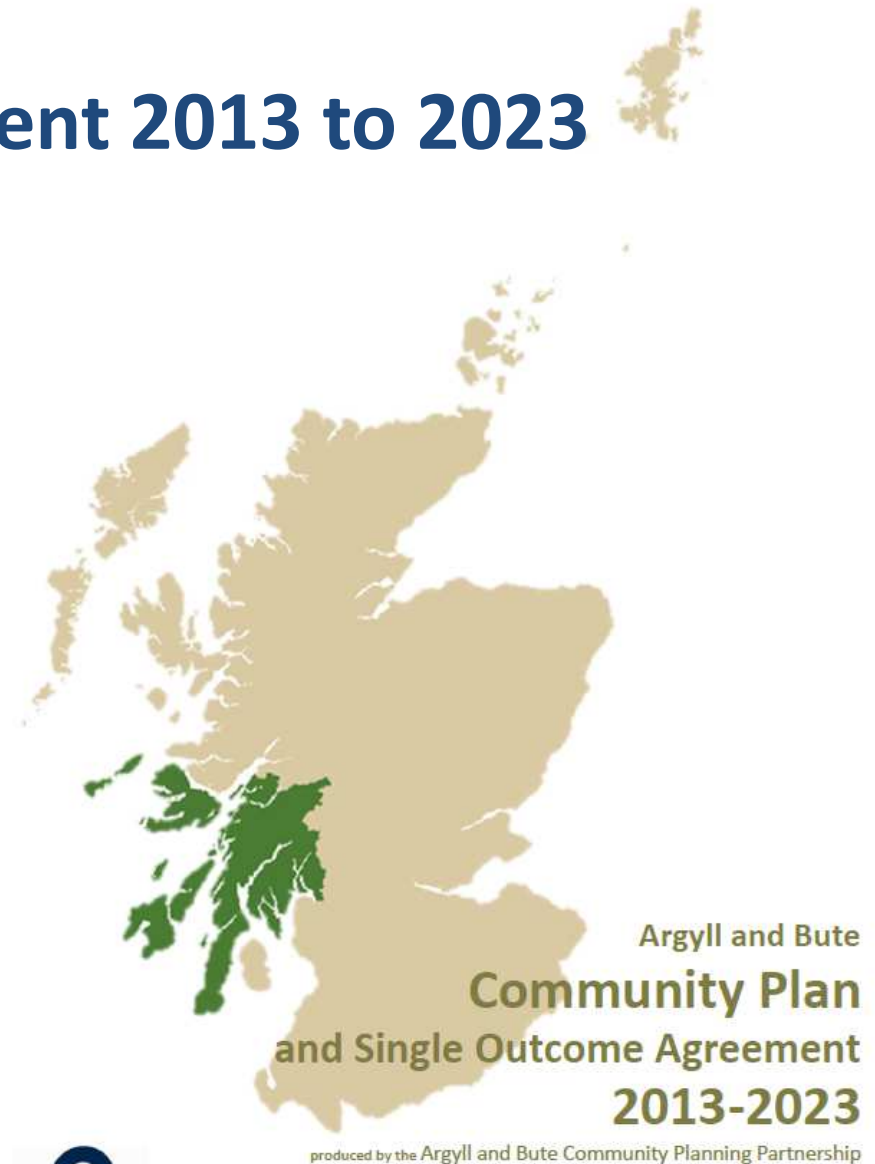 ent 2013 to 2023
Argyll and Bute
Community Plan
and Single Outcome Agreement
2013-2023
produced by the Argyll and Bute Community Planning Partnership